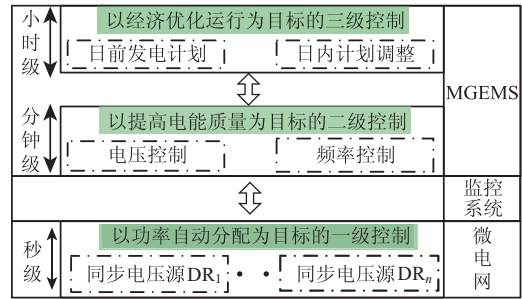 小时级
以经济优化运行为目标的三级控制
日前发电计划
日内计划调整
MGEMS
分钟级
以提高电能质量为目标的二级控制
电压控制
频率控制
监控系统
秒级
以功率自动分配为目标的一级控制
同步电压源DR₁
同步电压源DRₙ
微电网